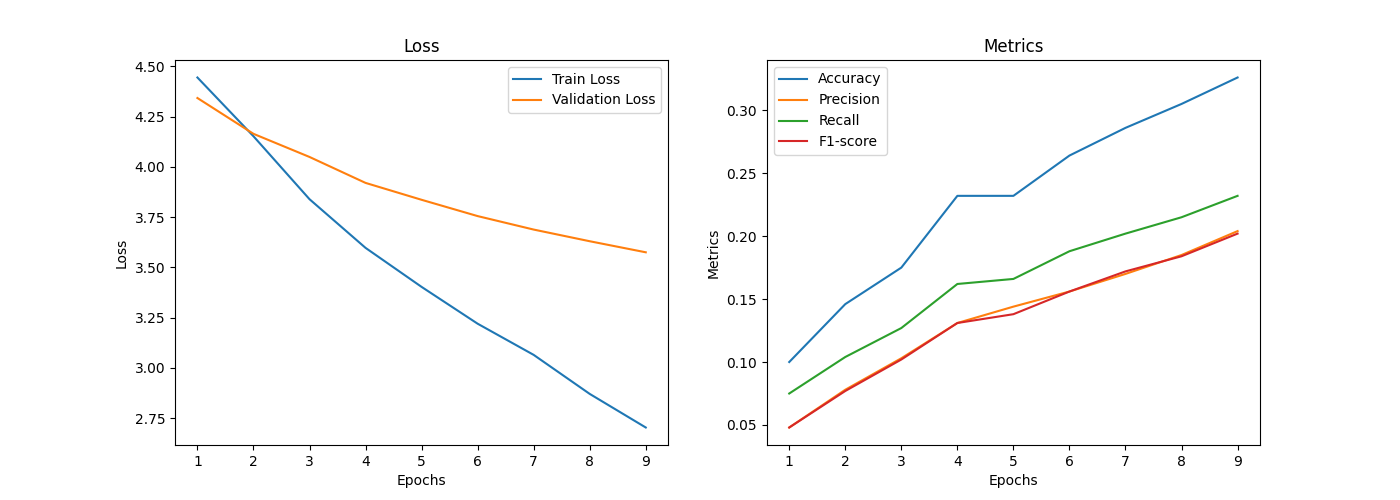 Loss
4.50
4.25
4.00
3.75
3.50
3.25
3.00
2.75
Loss
Train Loss
Validation Loss
1 2 3 4 5 6 7 8 9
Epochs
Metrics
0.30
0.25
0.20
0.15
0.10
0.05
Metrics
Accuracy
Precision
Recall
F1-score
1 2 3 4 5 6 7 8 9
Epochs